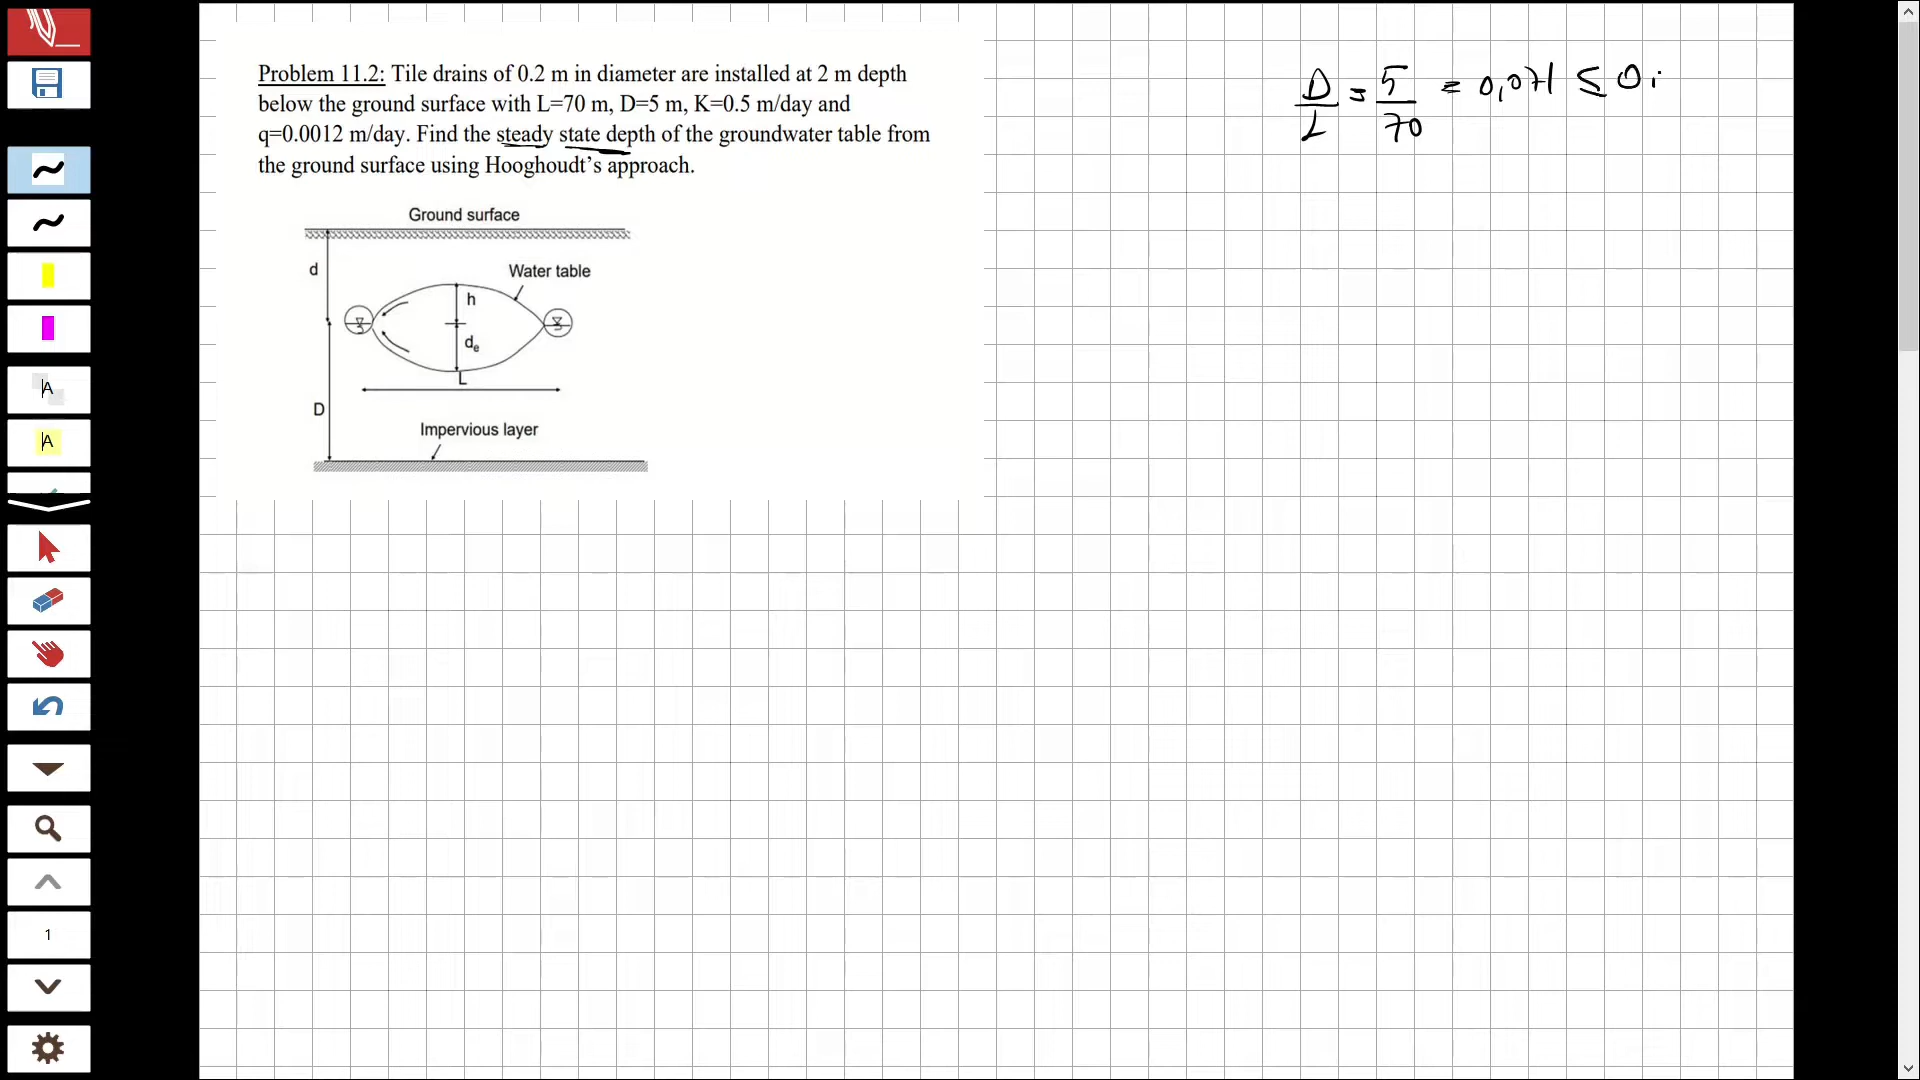 Problem 11.2: Tile drains of 0.2 m in diameter are installed at 2 m depth
below the ground surface with L=70 m, D=5 m, K=0.5 m/day and
q=0.0012 m/day. Find the steady state depth of the groundwater table from
the ground surface using Hooghoudt's approach.
D/L = 5/70 = 0,071 ≤ 0.
Ground surface
d
Water table
h
de
L
D
Impervious layer
A
A
1